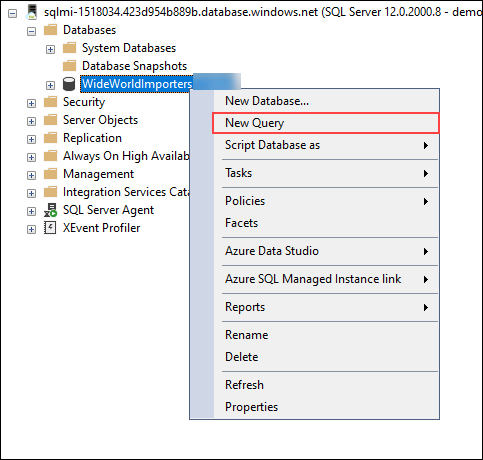 sqlmi-1518034.423d954b889b.database.windows.net (SQL Server 12.0.2000.8 - demo
Databases
System Databases
Database Snapshots
WideWorldImporters
Security
Server Objects
Replication
Always On High Availab
Management
Integration Services Cata
SQL Server Agent
XEvent Profiler
New Database...
New Query
Script Database as
Tasks
Policies
Facets
Azure Data Studio
Azure SQL Managed Instance link
Reports
Rename
Delete
Refresh
Properties